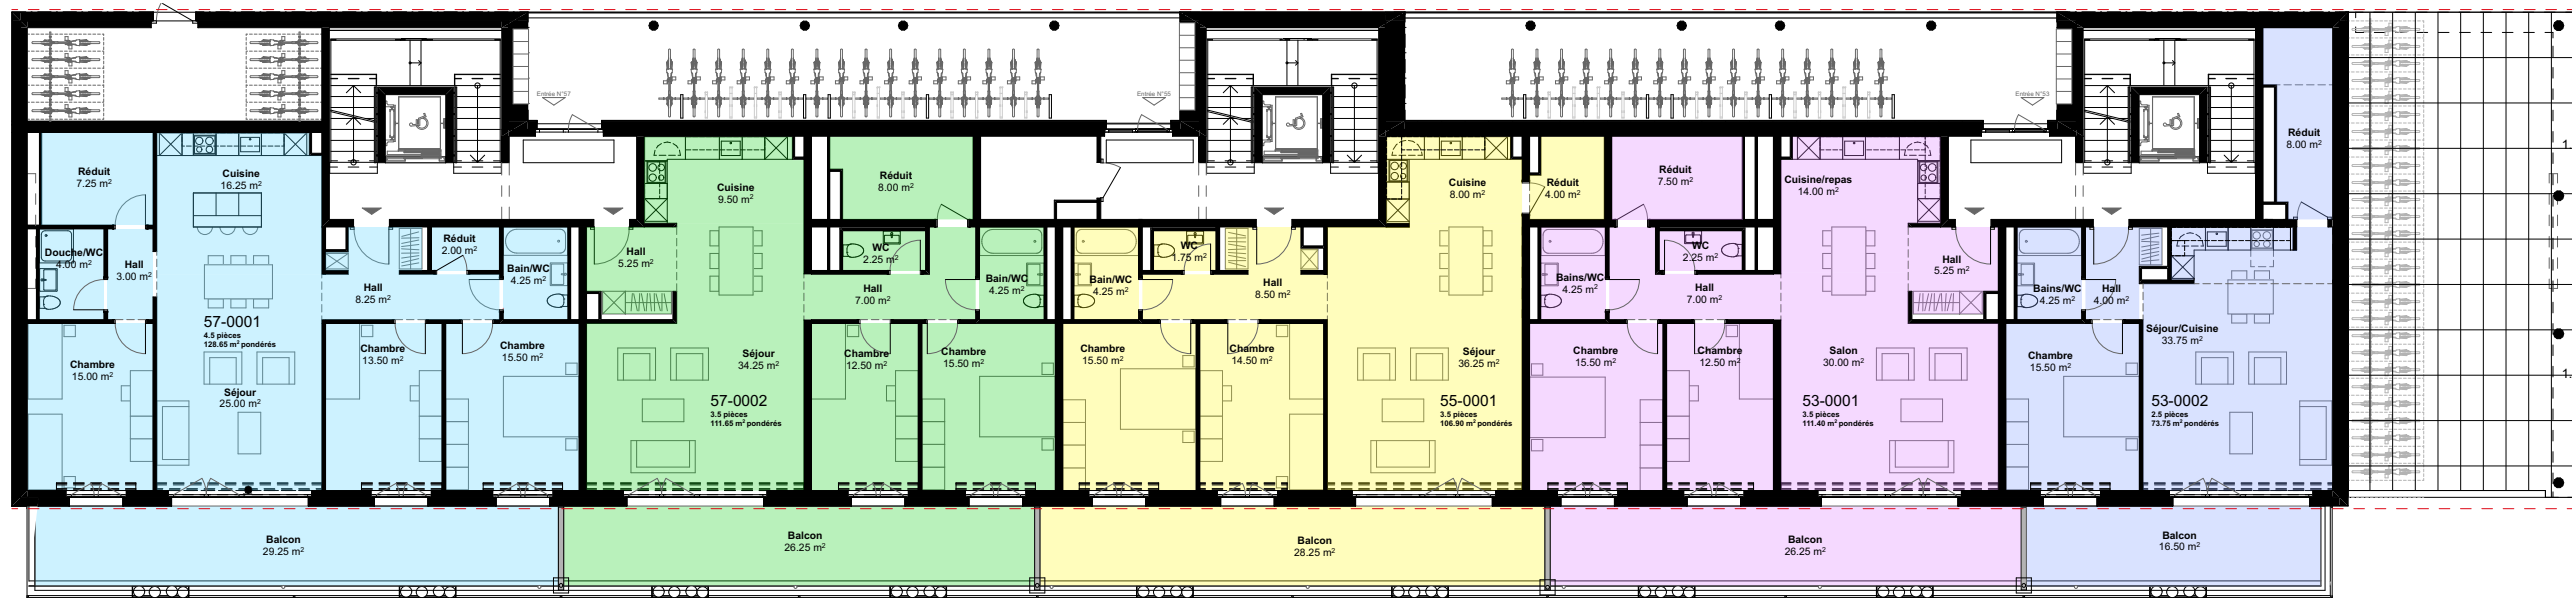 Entrée N°57
Entrée N°55
Entrée N°53
Réduit
7.25 m²
Cuisine
16.25 m²
Douche/WC
4.00 m²
Hall
3.00 m²
57-0001
4.5 pièces
128.65 m² pondérés
Chambre
15.00 m²
Séjour
25.00 m²
Hall
8.25 m²
Réduit
2.00 m²
Bain/WC
4.25 m²
Chambre
13.50 m²
Chambre
15.50 m²
Balcon
29.25 m²
Cuisine
9.50 m²
Hall
5.25 m²
Réduit
8.00 m²
WC
2.25 m²
Hall
7.00 m²
Bain/WC
4.25 m²
Séjour
34.25 m²
57-0002
3.5 pièces
111.65 m² pondérés
Chambre
12.50 m²
Chambre
15.50 m²
Balcon
26.25 m²
Bain/WC
4.25 m²
WC
1.75 m²
Hall
8.50 m²
Cuisine
8.00 m²
Réduit
4.00 m²
Chambre
15.50 m²
Chambre
14.50 m²
Séjour
36.25 m²
55-0001
3.5 pièces
106.90 m² pondérés
Balcon
28.25 m²
Réduit
7.50 m²
Bains/WC
4.25 m²
WC
2.25 m²
Hall
7.00 m²
Cuisine/repas
14.00 m²
Hall
5.25 m²
Chambre
15.50 m²
Chambre
12.50 m²
Salon
30.00 m²
53-0001
3.5 pièces
111.40 m² pondérés
Balcon
26.25 m²
Réduit
8.00 m²
Bains/WC
4.25 m²
Hall
4.00 m²
Séjour/Cuisine
33.75 m²
Chambre
15.50 m²
53-0002
2.5 pièces
73.75 m² pondérés
Balcon
16.50 m²
1.
1.